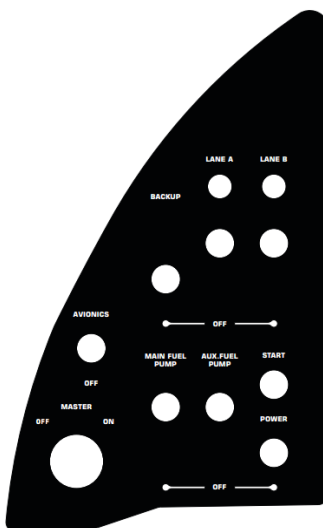 LANE A
LANE B
BACKUP
OFF
AVIONICS
OFF
MAIN FUEL
PUMP
AUX.FUEL
PUMP
START
MASTER
OFF
ON
POWER
OFF